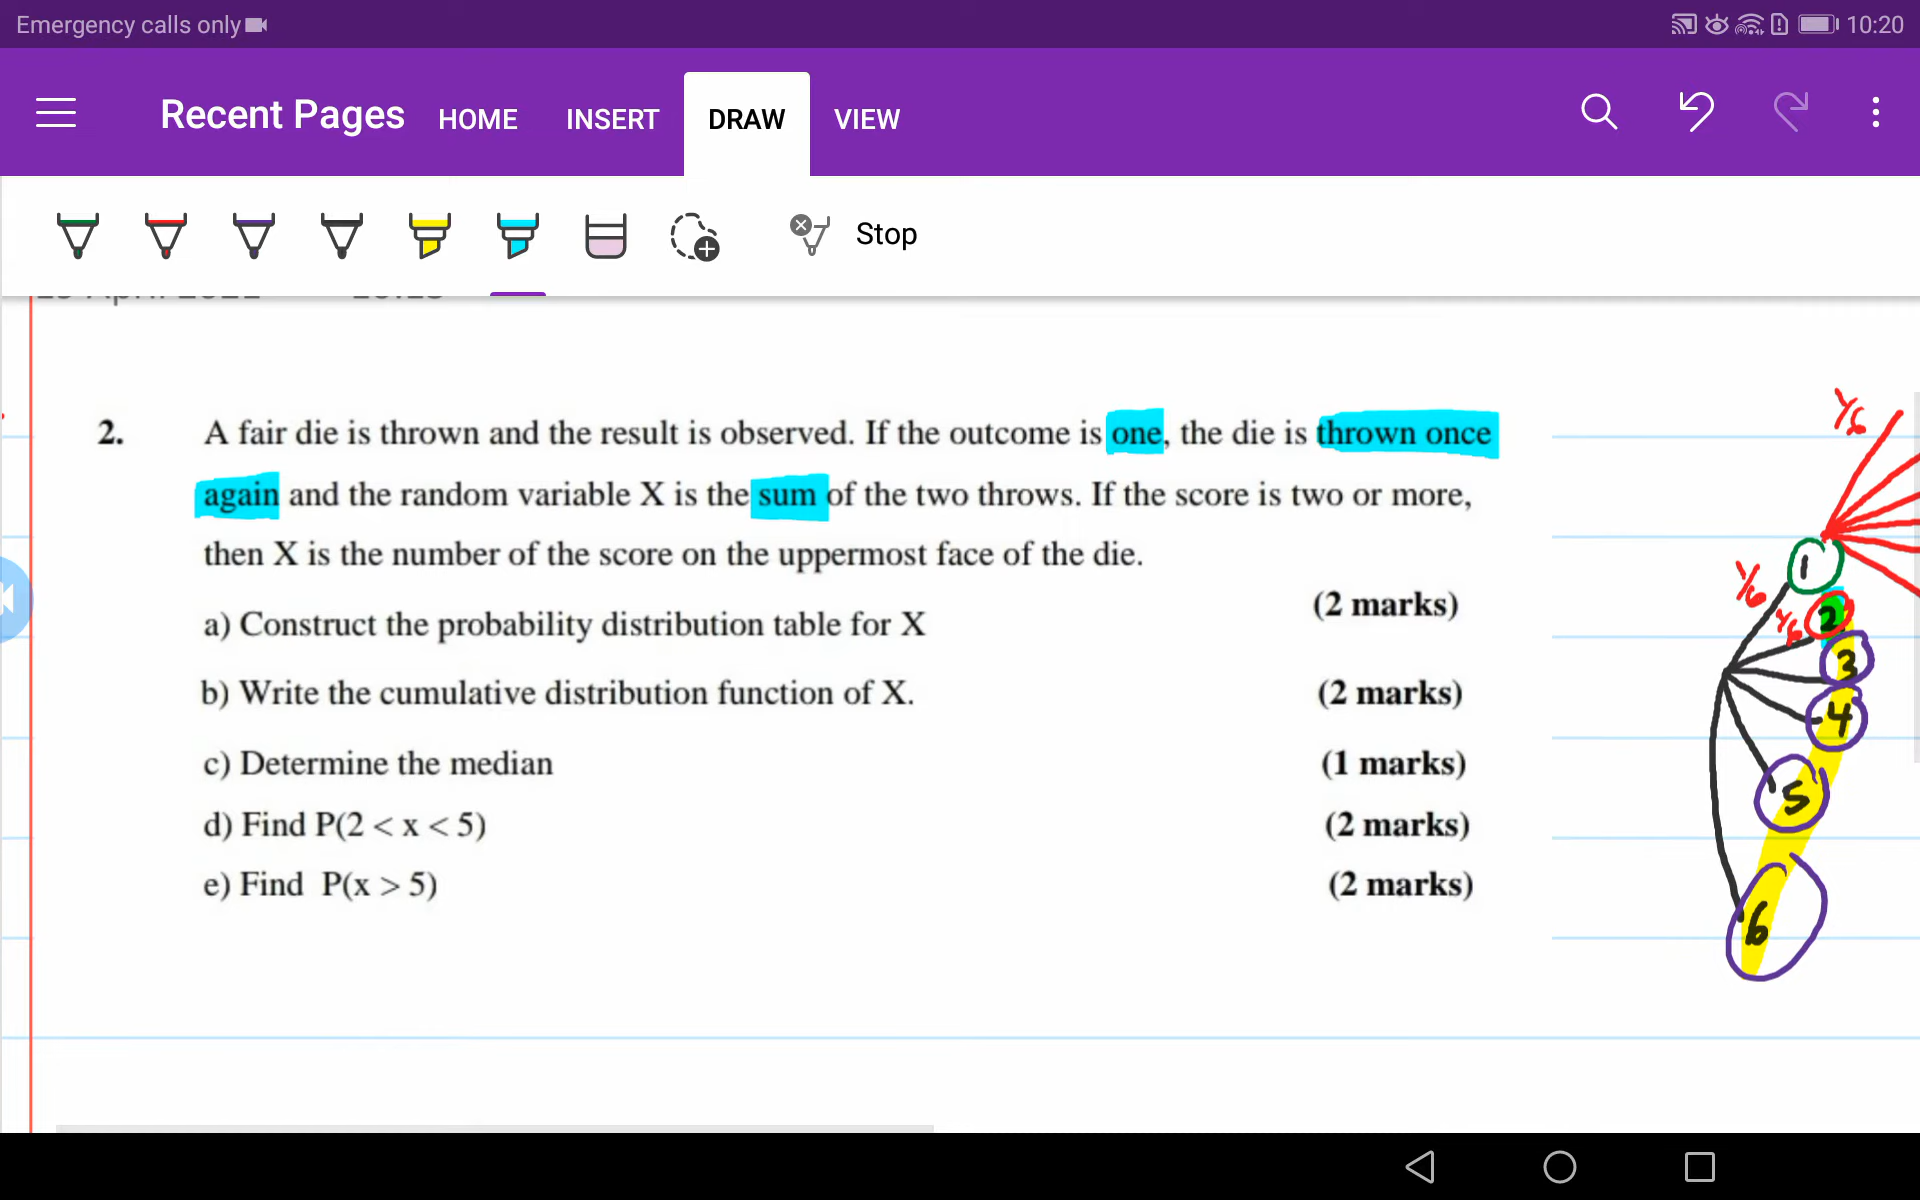 Emergency calls only 10:20
Recent Pages HOME INSERT DRAW VIEW
Stop
2. A fair die is thrown and the result is observed. If the outcome is one, the die is thrown once
again and the random variable X is the sum of the two throws. If the score is two or more,
then X is the number of the score on the uppermost face of the die.
a) Construct the probability distribution table for X (2 marks)
b) Write the cumulative distribution function of X. (2 marks)
c) Determine the median (1 marks)
d) Find P(2 < x < 5) (2 marks)
e) Find P(x > 5) (2 marks)
1/6
1/6
1
1/6
2
3
4
5
6